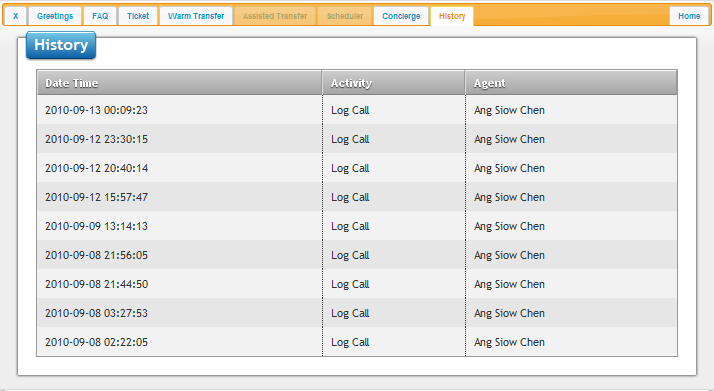 X Greetings FAQ Ticket Warm Transfer Assisted Transfer Scheduler Concierge History Home
History
Date Time Activity Agent
2010-09-13 00:09:23 Log Call Ang Siow Chen
2010-09-12 23:30:15 Log Call Ang Siow Chen
2010-09-12 20:40:14 Log Call Ang Siow Chen
2010-09-12 15:57:47 Log Call Ang Siow Chen
2010-09-09 13:14:13 Log Call Ang Siow Chen
2010-09-08 21:56:05 Log Call Ang Siow Chen
2010-09-08 21:44:50 Log Call Ang Siow Chen
2010-09-08 03:27:53 Log Call Ang Siow Chen
2010-09-08 02:22:05 Log Call Ang Siow Chen